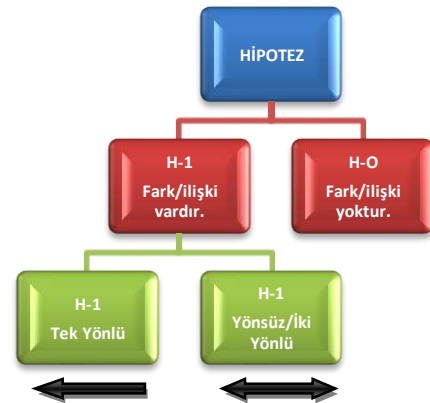 HİPOTEZ
H-1
Fark/ilişki
vardır.
H-O
Fark/ilişki
yoktur.
H-1
Tek Yönlü
H-1
Yönsüz/İki
Yönlü